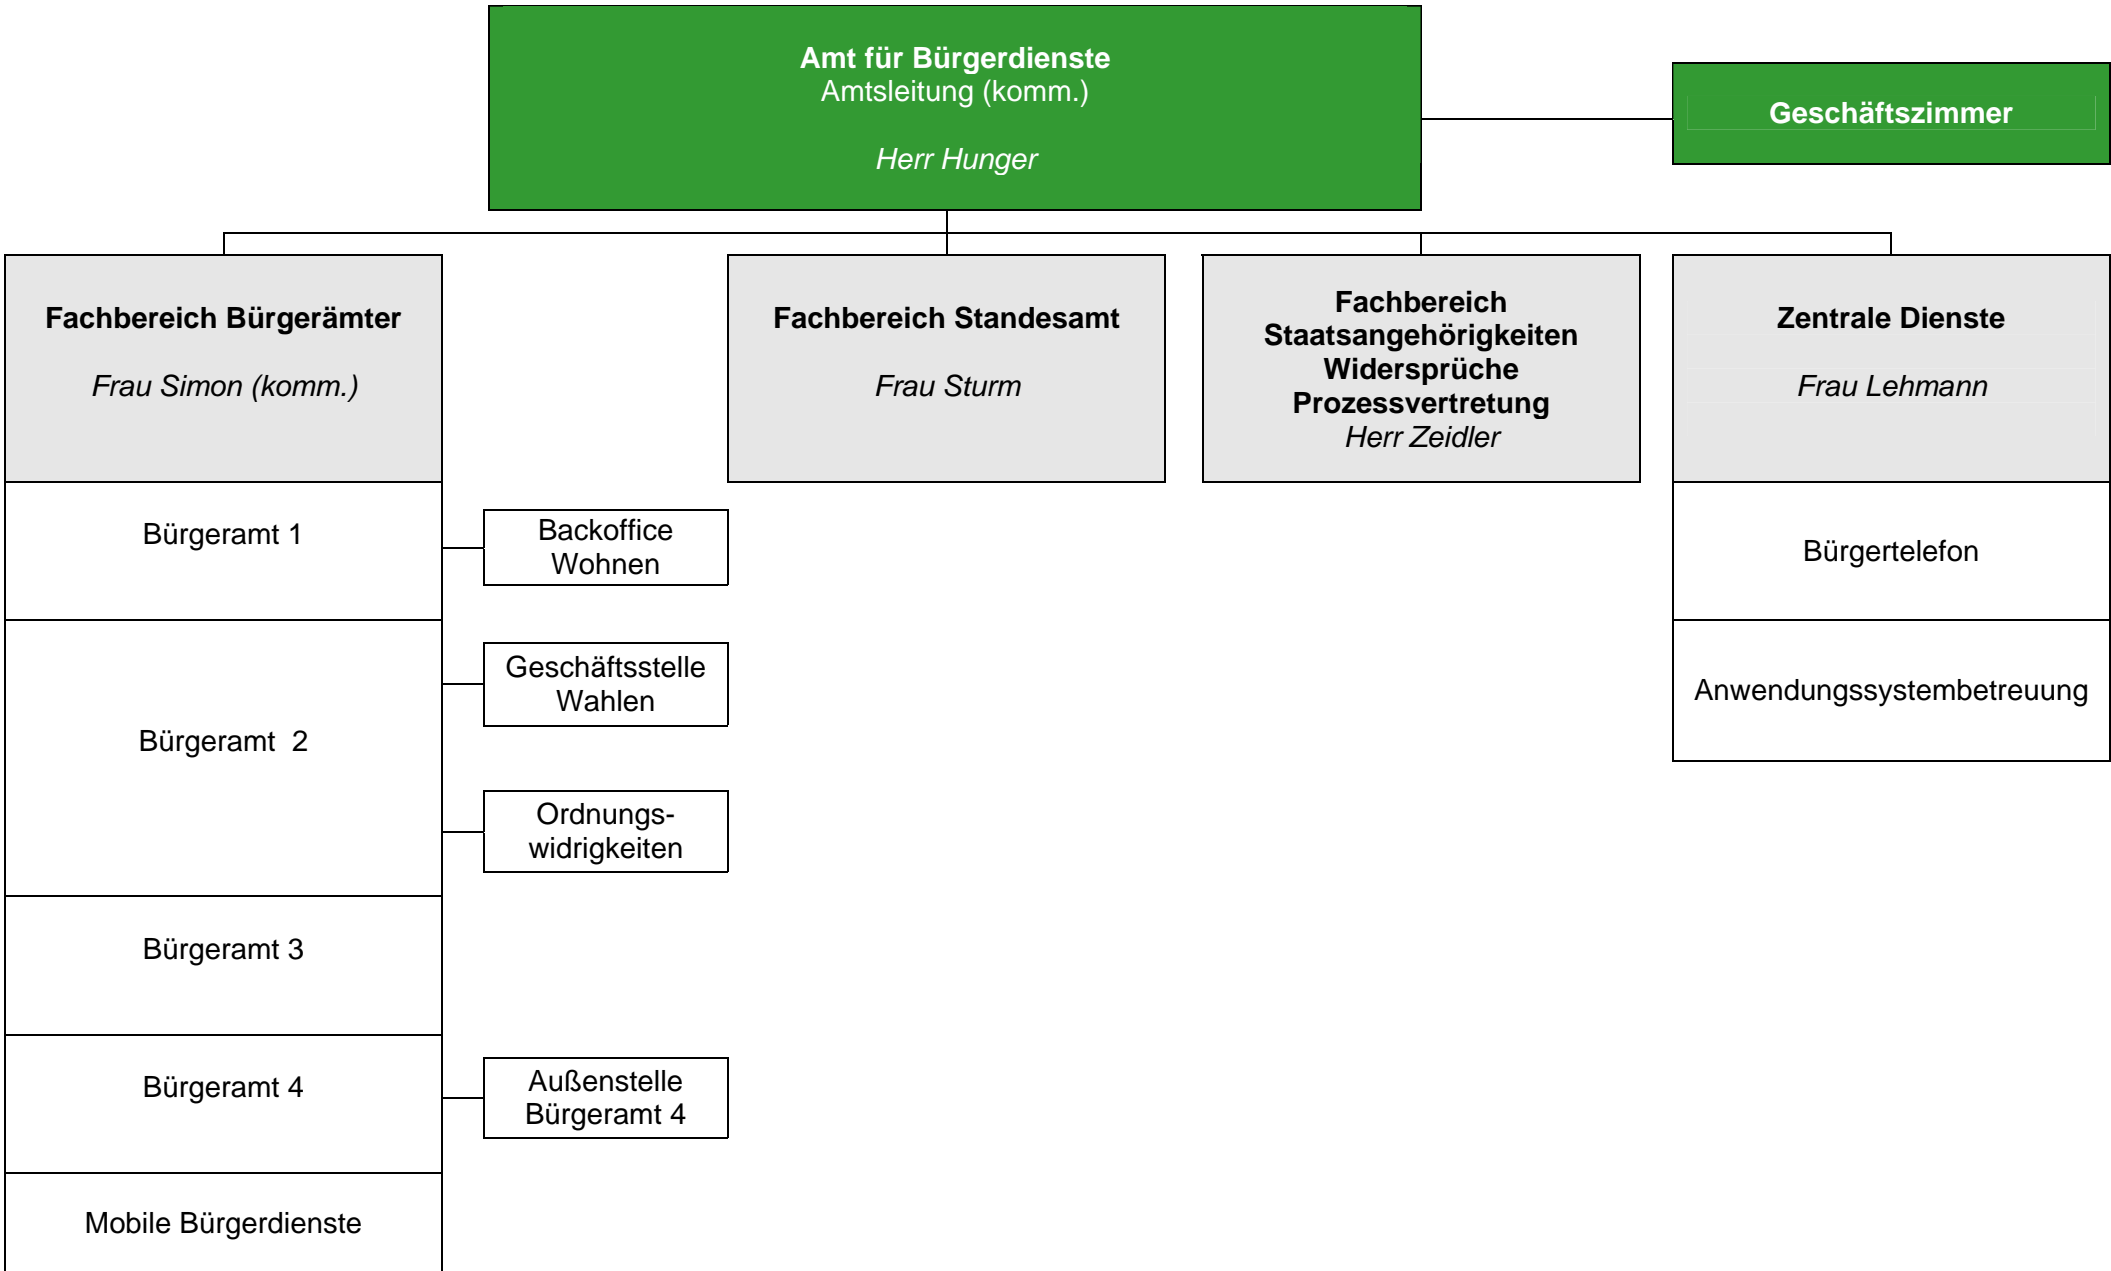 Amt für Bürgerdienste
Amtsleitung (komm.)
Herr Hunger
Geschäftszimmer
Fachbereich Bürgerämter
Frau Simon (komm.)
Fachbereich Standesamt
Frau Sturm
Fachbereich
Staatsangehörigkeiten
Widersprüche
Prozessvertretung
Herr Zeidler
Zentrale Dienste
Frau Lehmann
Bürgeramt 1
Backoffice
Wohnen
Bürgeramt  2
Geschäftsstelle
Wahlen
Ordnungs-
widrigkeiten
Bürgeramt 3
Bürgeramt 4
Außenstelle
Bürgeramt 4
Mobile Bürgerdienste
Bürgertelefon
Anwendungssystembetreuung